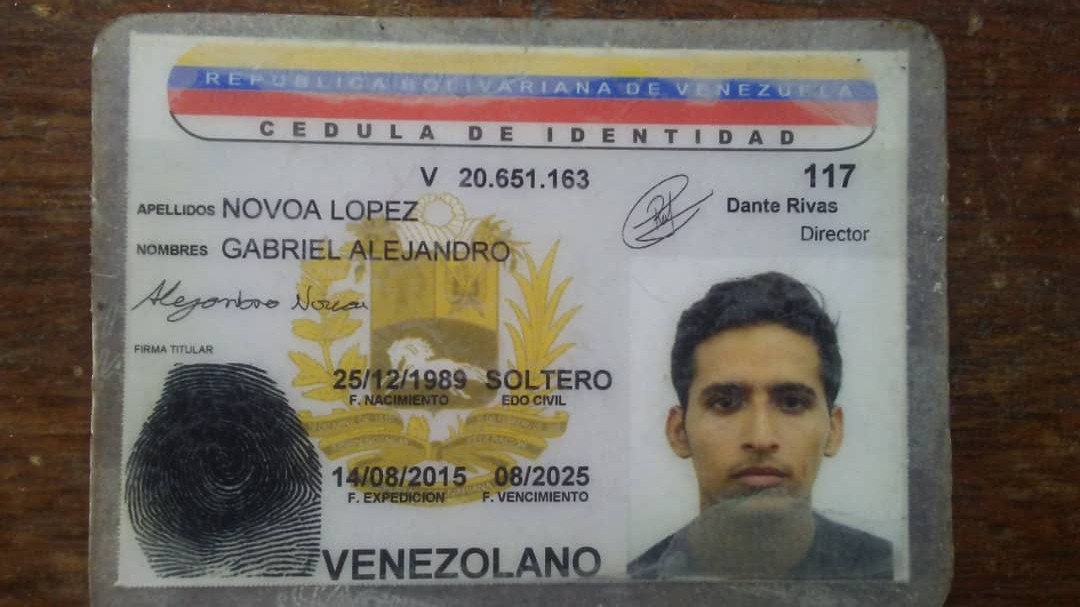 REPÚBLICA BOLIVARIANA DE VENEZUELA
CEDULA DE IDENTIDAD
V 20.651.163
117
APELLIDOS NOVOA LOPEZ
Dante Rivas
Director
NOMBRES GABRIEL ALEJANDRO
Alejandro Novoa
FIRMA TITULAR
25/12/1989 SOLTERO
F. NACIMIENTO EDO CIVIL
14/08/2015 08/2025
F. EXPEDICION F. VENCIMIENTO
VENEZOLANO